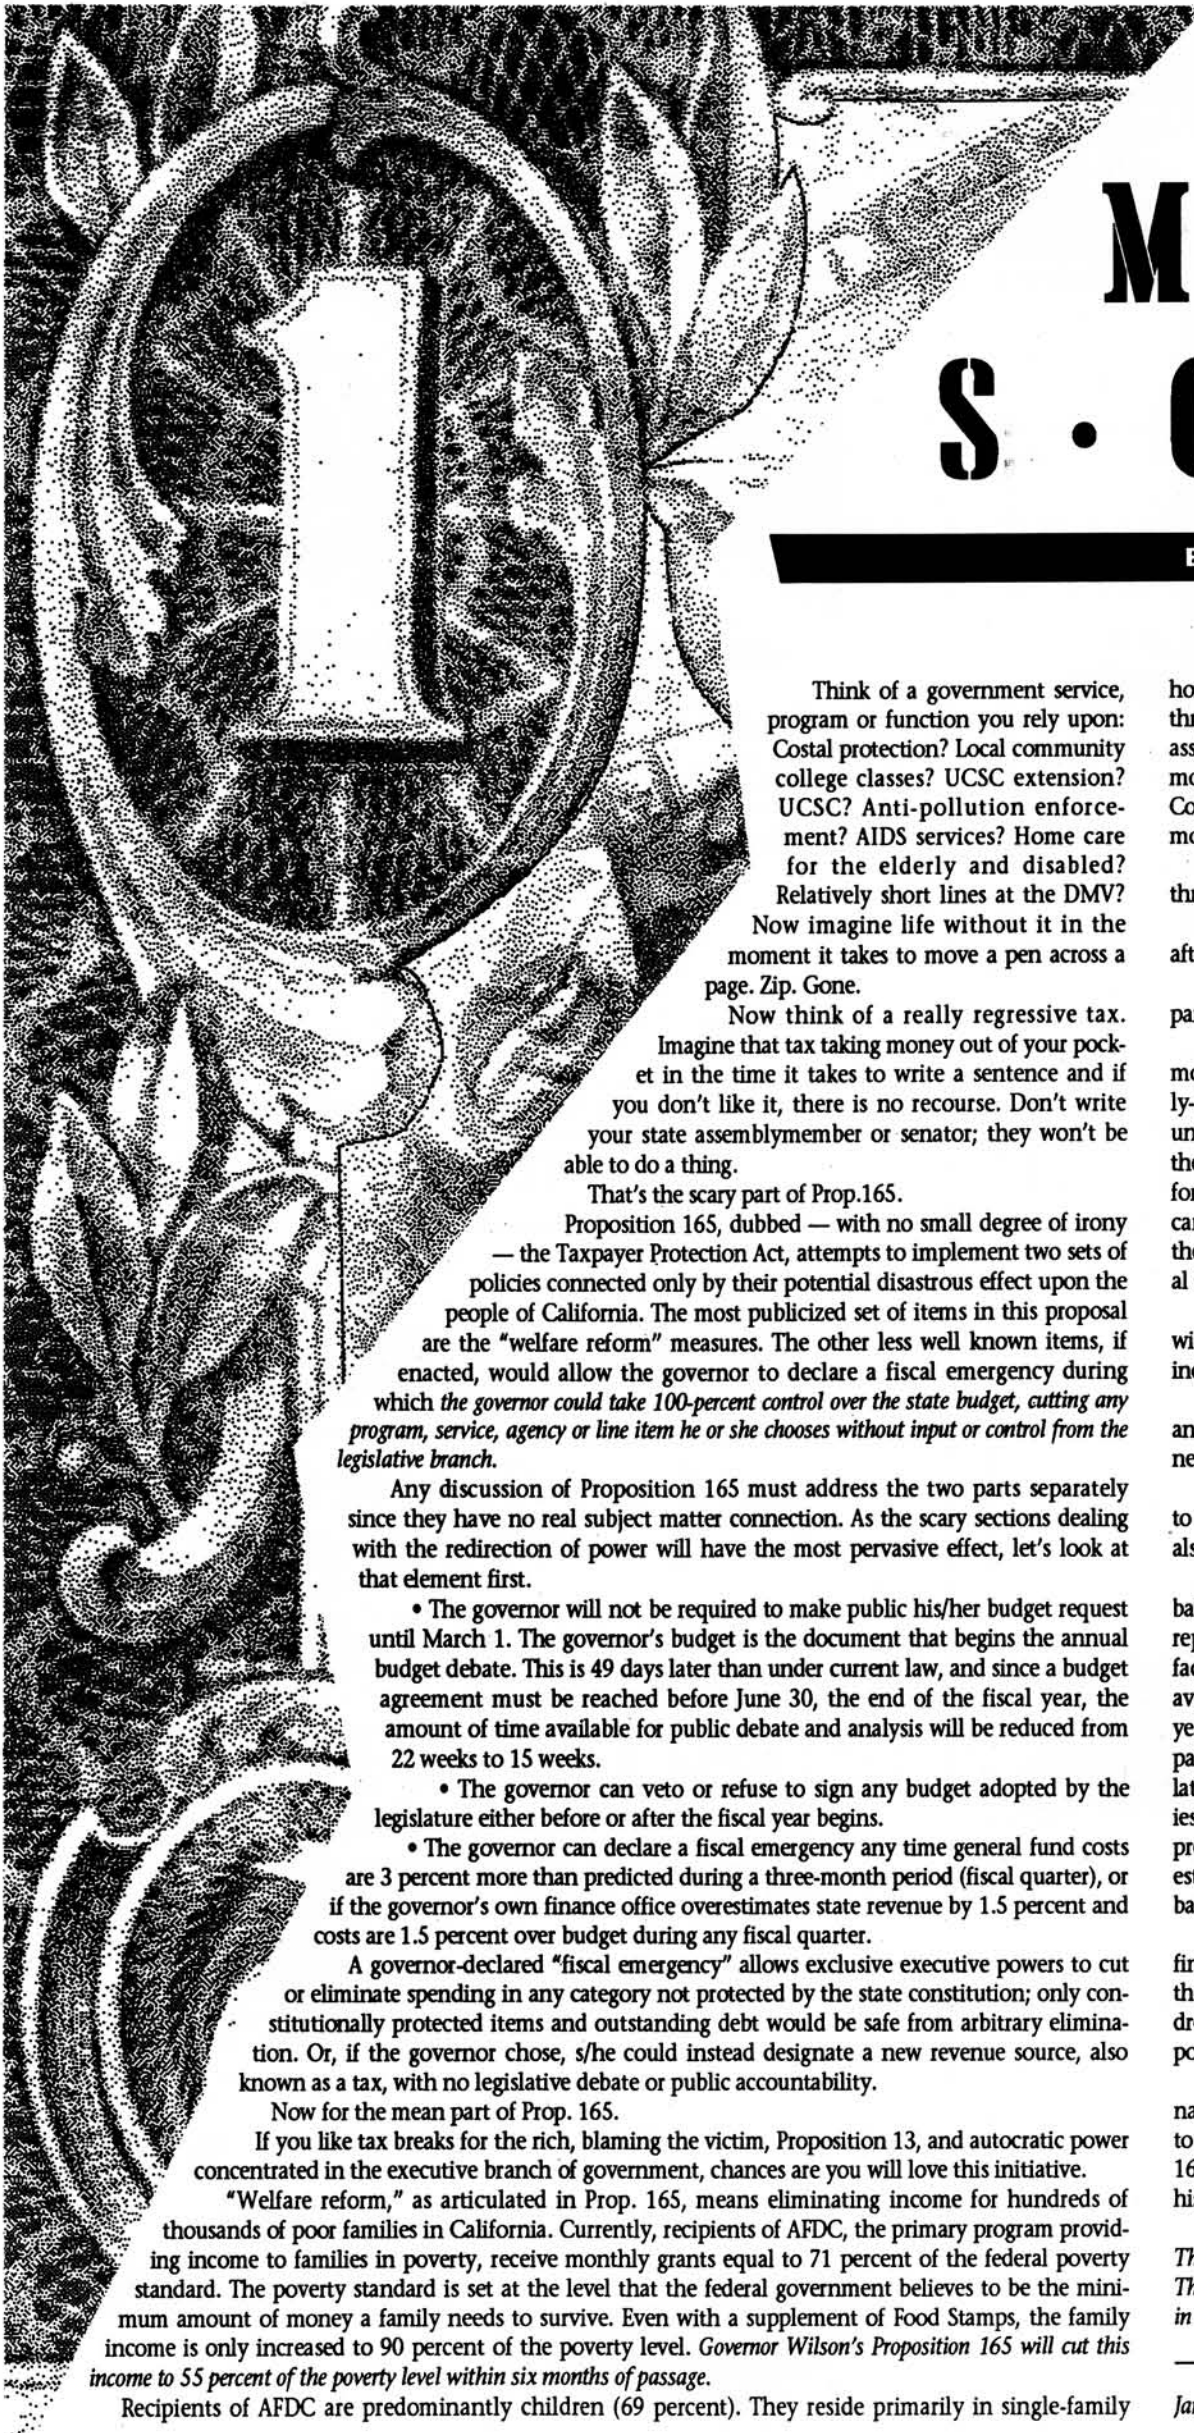 1
M
S • 
Think of a government service,
program or function you rely upon:
Costal protection? Local community
college classes? UCSC extension?
UCSC? Anti-pollution enforce-
ment? AIDS services? Home care
for the elderly and disabled?
Relatively short lines at the DMV?
Now imagine life without it in the
moment it takes to move a pen across a
page. Zip. Gone.
Now think of a really regressive tax.
Imagine that tax taking money out of your pock-
et in the time it takes to write a sentence and if
you don't like it, there is no recourse. Don't write
your state assemblymember or senator; they won't be
able to do a thing.
That's the scary part of Prop.165.
Proposition 165, dubbed — with no small degree of irony
— the Taxpayer Protection Act, attempts to implement two sets of
policies connected only by their potential disastrous effect upon the
people of California. The most publicized set of items in this proposal
are the "welfare reform" measures. The other less well known items, if
enacted, would allow the governor to declare a fiscal emergency during
which the governor could take 100-percent control over the state budget, cutting any
program, service, agency or line item he or she chooses without input or control from the
legislative branch.
Any discussion of Proposition 165 must address the two parts separately
since they have no real subject matter connection. As the scary sections dealing
with the redirection of power will have the most pervasive effect, let's look at
that element first.
• The governor will not be required to make public his/her budget request
until March 1. The governor's budget is the document that begins the annual
budget debate. This is 49 days later than under current law, and since a budget
agreement must be reached before June 30, the end of the fiscal year, the
amount of time available for public debate and analysis will be reduced from
22 weeks to 15 weeks.
• The governor can veto or refuse to sign any budget adopted by the
legislature either before or after the fiscal year begins.
• The governor can declare a fiscal emergency any time general fund costs
are 3 percent more than predicted during a three-month period (fiscal quarter), or
if the governor's own finance office overestimates state revenue by 1.5 percent and
costs are 1.5 percent over budget during any fiscal quarter.
A governor-declared "fiscal emergency" allows exclusive executive powers to cut
or eliminate spending in any category not protected by the state constitution; only con-
stitutionally protected items and outstanding debt would be safe from arbitrary elimina-
tion. Or, if the governor chose, s/he could instead designate a new revenue source, also
known as a tax, with no legislative debate or public accountability.
Now for the mean part of Prop. 165.
If you like tax breaks for the rich, blaming the victim, Proposition 13, and autocratic power
concentrated in the executive branch of government, chances are you will love this initiative.
"Welfare reform," as articulated in Prop. 165, means eliminating income for hundreds of
thousands of poor families in California. Currently, recipients of AFDC, the primary program provid-
ing income to families in poverty, receive monthly grants equal to 71 percent of the federal poverty
standard. The poverty standard is set at the level that the federal government believes to be the mini-
mum amount of money a family needs to survive. Even with a supplement of Food Stamps, the family
income is only increased to 90 percent of the poverty level. Governor Wilson's Proposition 165 will cut this
income to 55 percent of the poverty level within six months of passage.
Recipients of AFDC are predominantly children (69 percent). They reside primarily in single-family